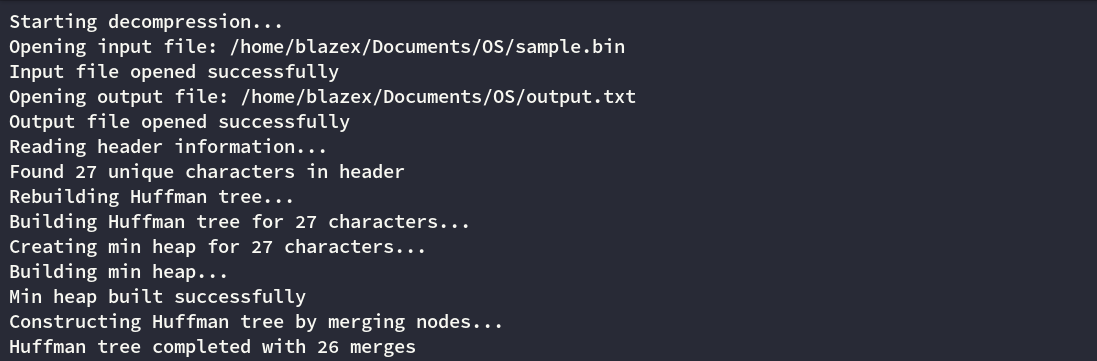 Starting decompression...
Opening input file: /home/blazex/Documents/OS/sample.bin
Input file opened successfully
Opening output file: /home/blazex/Documents/OS/output.txt
Output file opened successfully
Reading header information...
Found 27 unique characters in header
Rebuilding Huffman tree...
Building Huffman tree for 27 characters...
Creating min heap for 27 characters...
Building min heap...
Min heap built successfully
Constructing Huffman tree by merging nodes...
Huffman tree completed with 26 merges